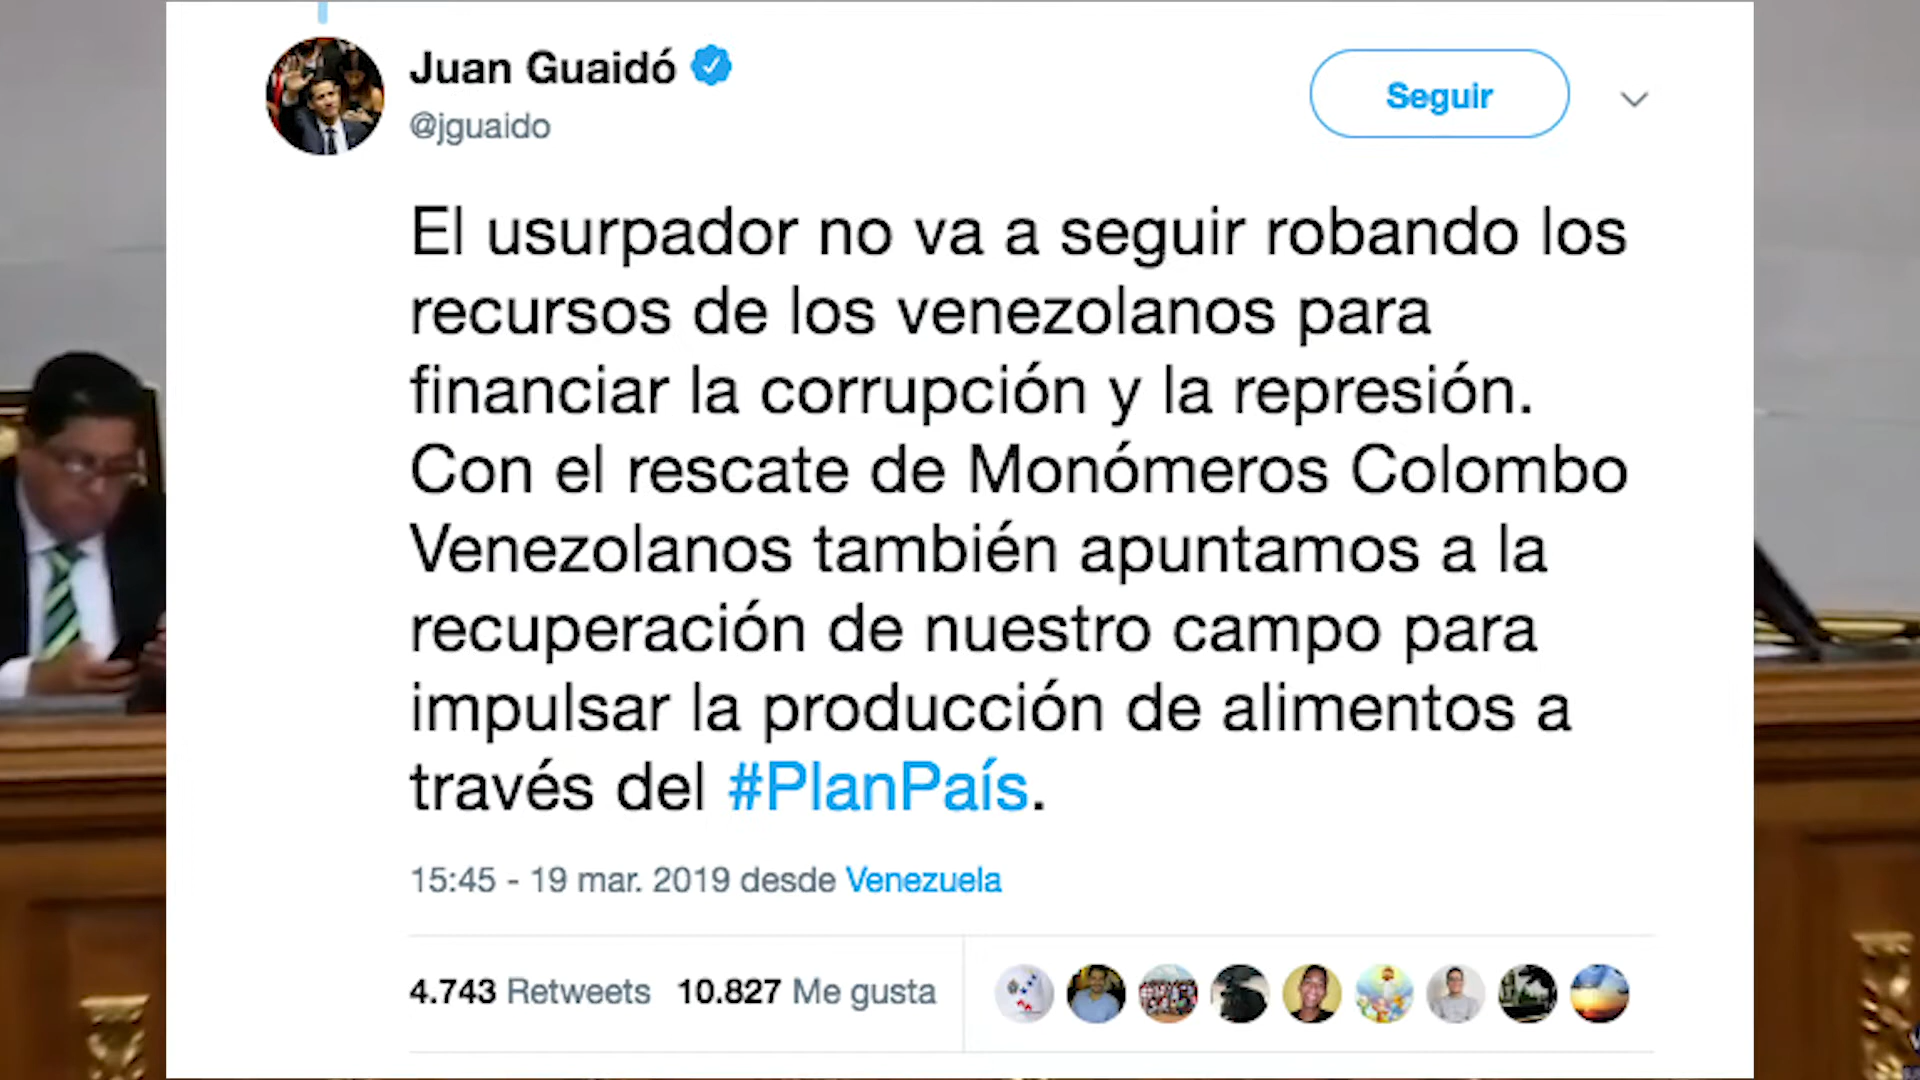 Juan Guaidó
@jguaido
Seguir
El usurpador no va a seguir robando los
recursos de los venezolanos para
financiar la corrupción y la represión.
Con el rescate de Monómeros Colombo
Venezolanos también apuntamos a la
recuperación de nuestro campo para
impulsar la producción de alimentos a
través del #PlanPaís.
15:45 - 19 mar. 2019 desde Venezuela
4.743 Retweets 10.827 Me gusta